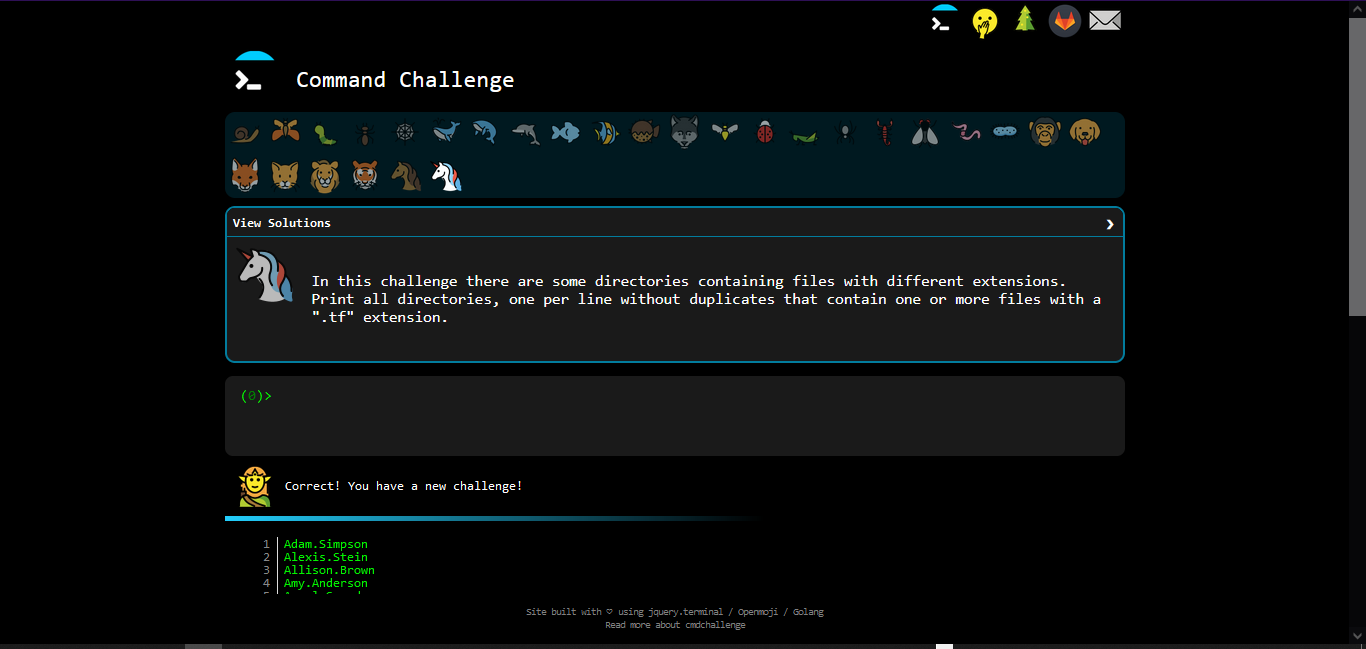 Command Challenge
View Solutions
In this challenge there are some directories containing files with different extensions.
Print all directories, one per line without duplicates that contain one or more files with a
".tf" extension.
(0)>
Correct! You have a new challenge!
1 Adam.Simpson
2 Alexis.Stein
3 Allison.Brown
4 Amy.Anderson
Site built with ♡ using jquery.terminal / Openmoji / Golang
Read more about cmdchallenge